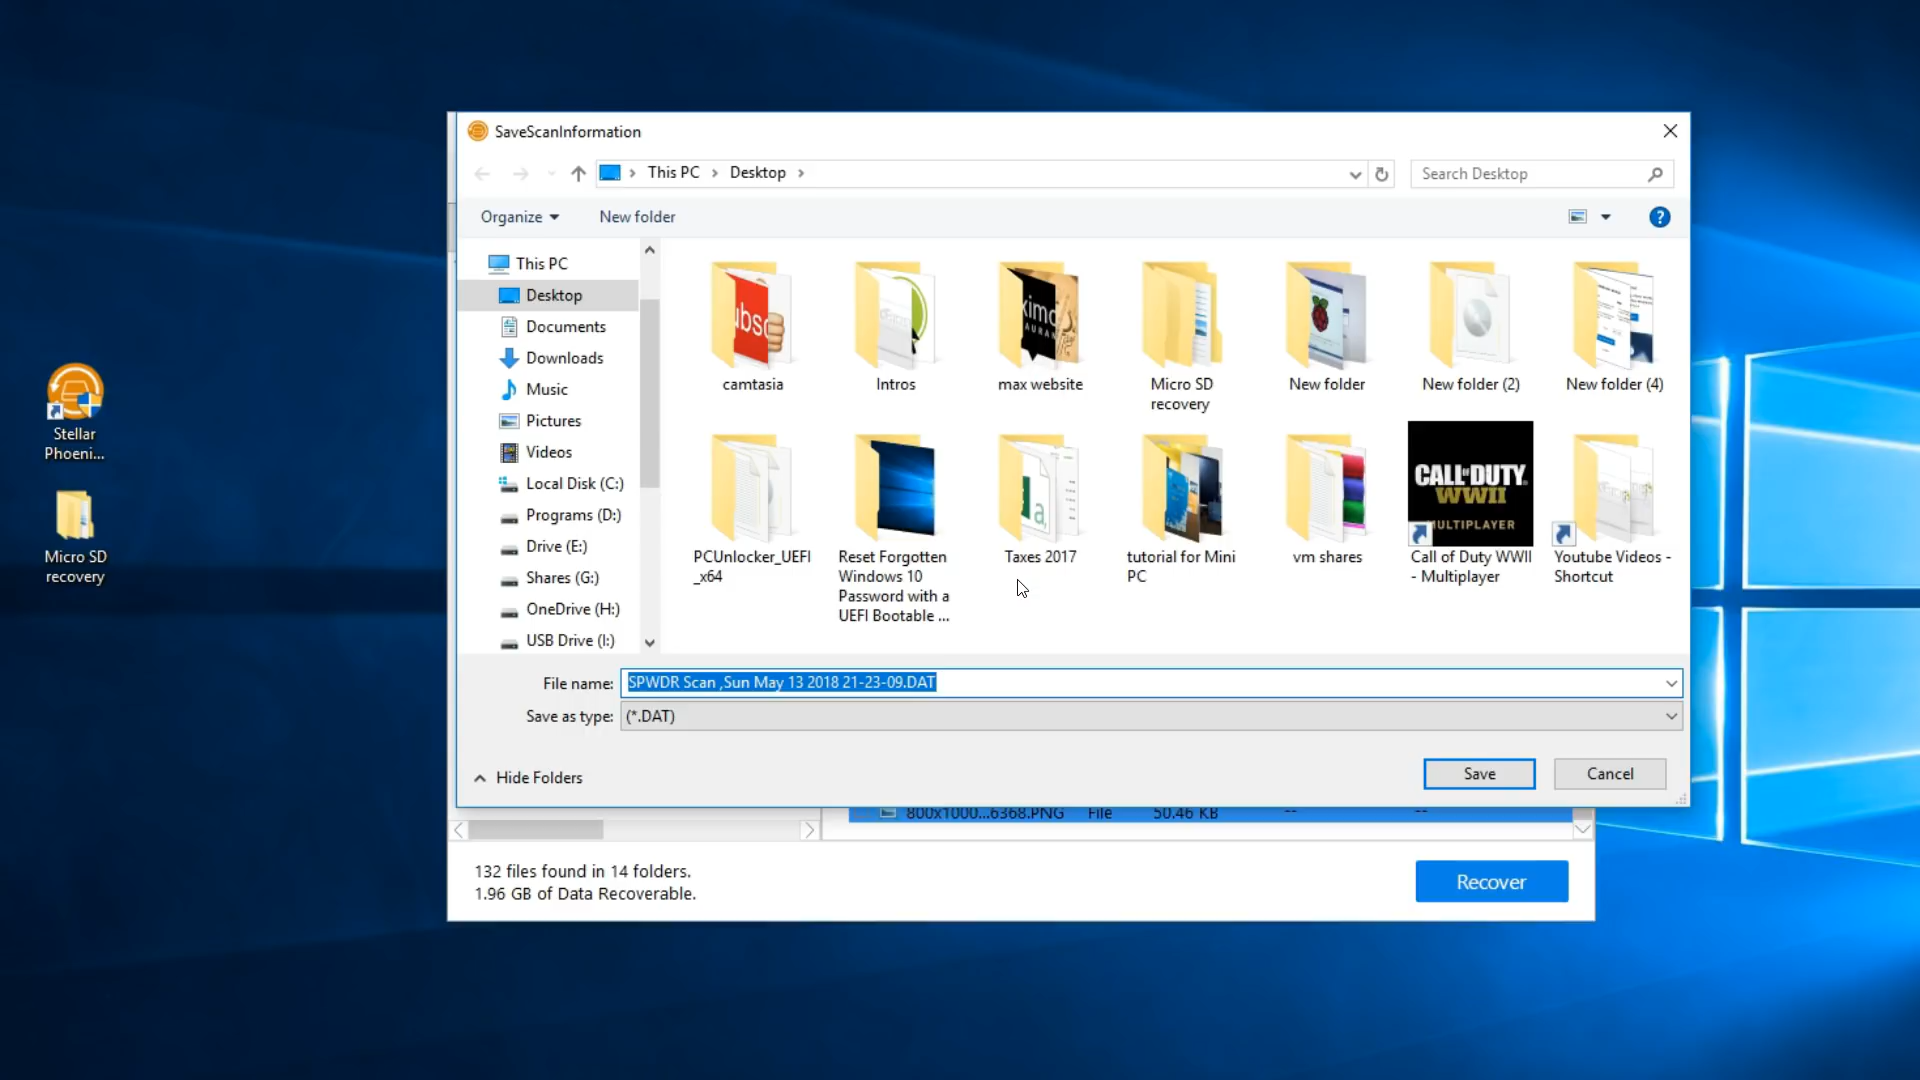 SaveScanInformation
This PC
Desktop
Search Desktop
Organize
New folder
?
This PC
Desktop
Documents
Downloads
Music
Pictures
Videos
Local Disk (C:)
Programs (D:)
Drive (E:)
Shares (G:)
OneDrive (H:)
USB Drive (I:)
camtasia
Intros
max website
Micro SD
recovery
New folder
New folder (2)
New folder (4)
CALL OF DUTY
WWII
MULTIPLAYER
PCUnlocker_UEFI
_x64
Reset Forgotten
Windows 10
Password with a
UEFI Bootable ...
Taxes 2017
tutorial for Mini
PC
vm shares
Call of Duty WWII
- Multiplayer
Youtube Videos -
Shortcut
File name:
SPWDR Scan ,Sun May 13 2018 21-23-09.DAT
Save as type:
(*.DAT)
Hide Folders
Save
Cancel
800x1000...6368.PNG File 50.46 KB -- --
132 files found in 14 folders.
1.96 GB of Data Recoverable.
Recover
Stellar
Phoeni...
Micro SD
recovery